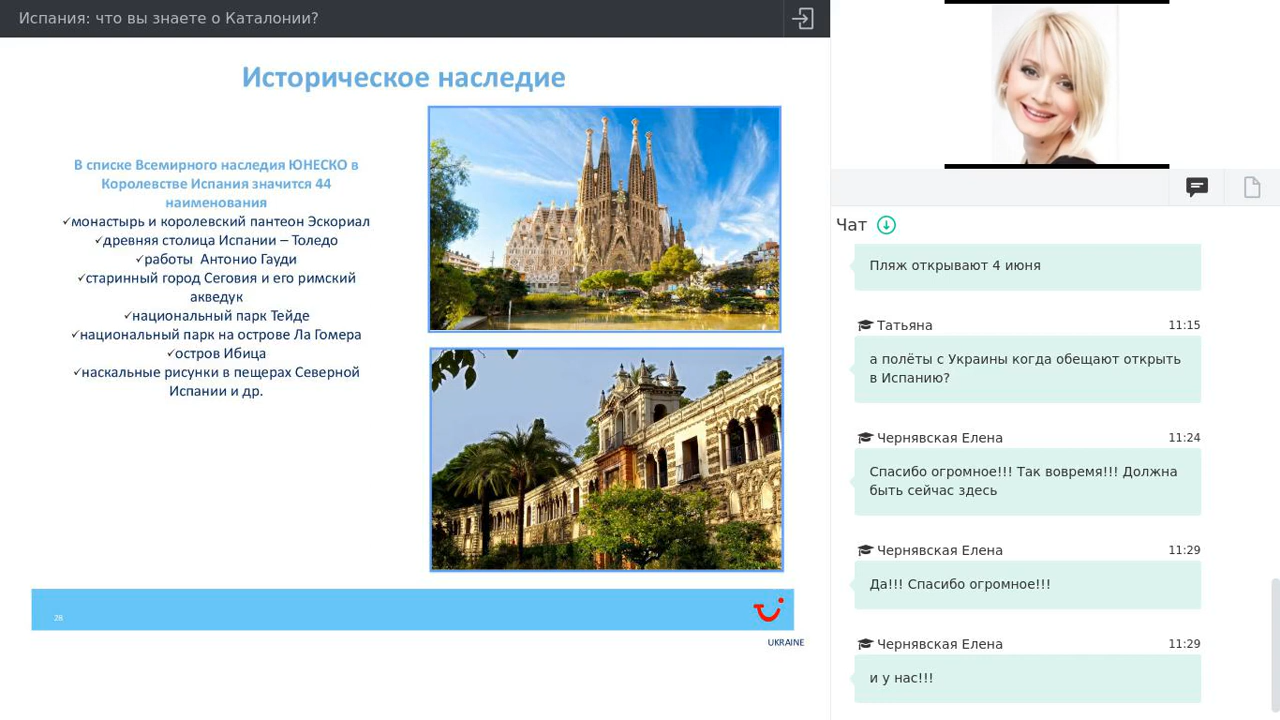 Испания: что вы знаете о Каталонии?
Историческое наследие
В списке Всемирного наследия ЮНЕСКО в
Королевстве Испания значится 44
наименования
✓монастырь и королевский пантеон Эскориал
✓древняя столица Испании – Толедо
✓работы Антонио Гауди
✓старинный город Сеговия и его римский
акведук
✓национальный парк Тейде
✓национальный парк на острове Ла Гомера
✓остров Ибица
✓наскальные рисунки в пещерах Северной
Испании и др.
28
UKRAINE
Чат
Пляж открывают 4 июня
Татьяна 11:15
а полёты с Украины когда обещают открыть
в Испанию?
Чернявская Елена 11:24
Спасибо огромное!!! Так вовремя!!! Должна
быть сейчас здесь
Чернявская Елена 11:29
Да!!! Спасибо огромное!!!
Чернявская Елена 11:29
и у нас!!!